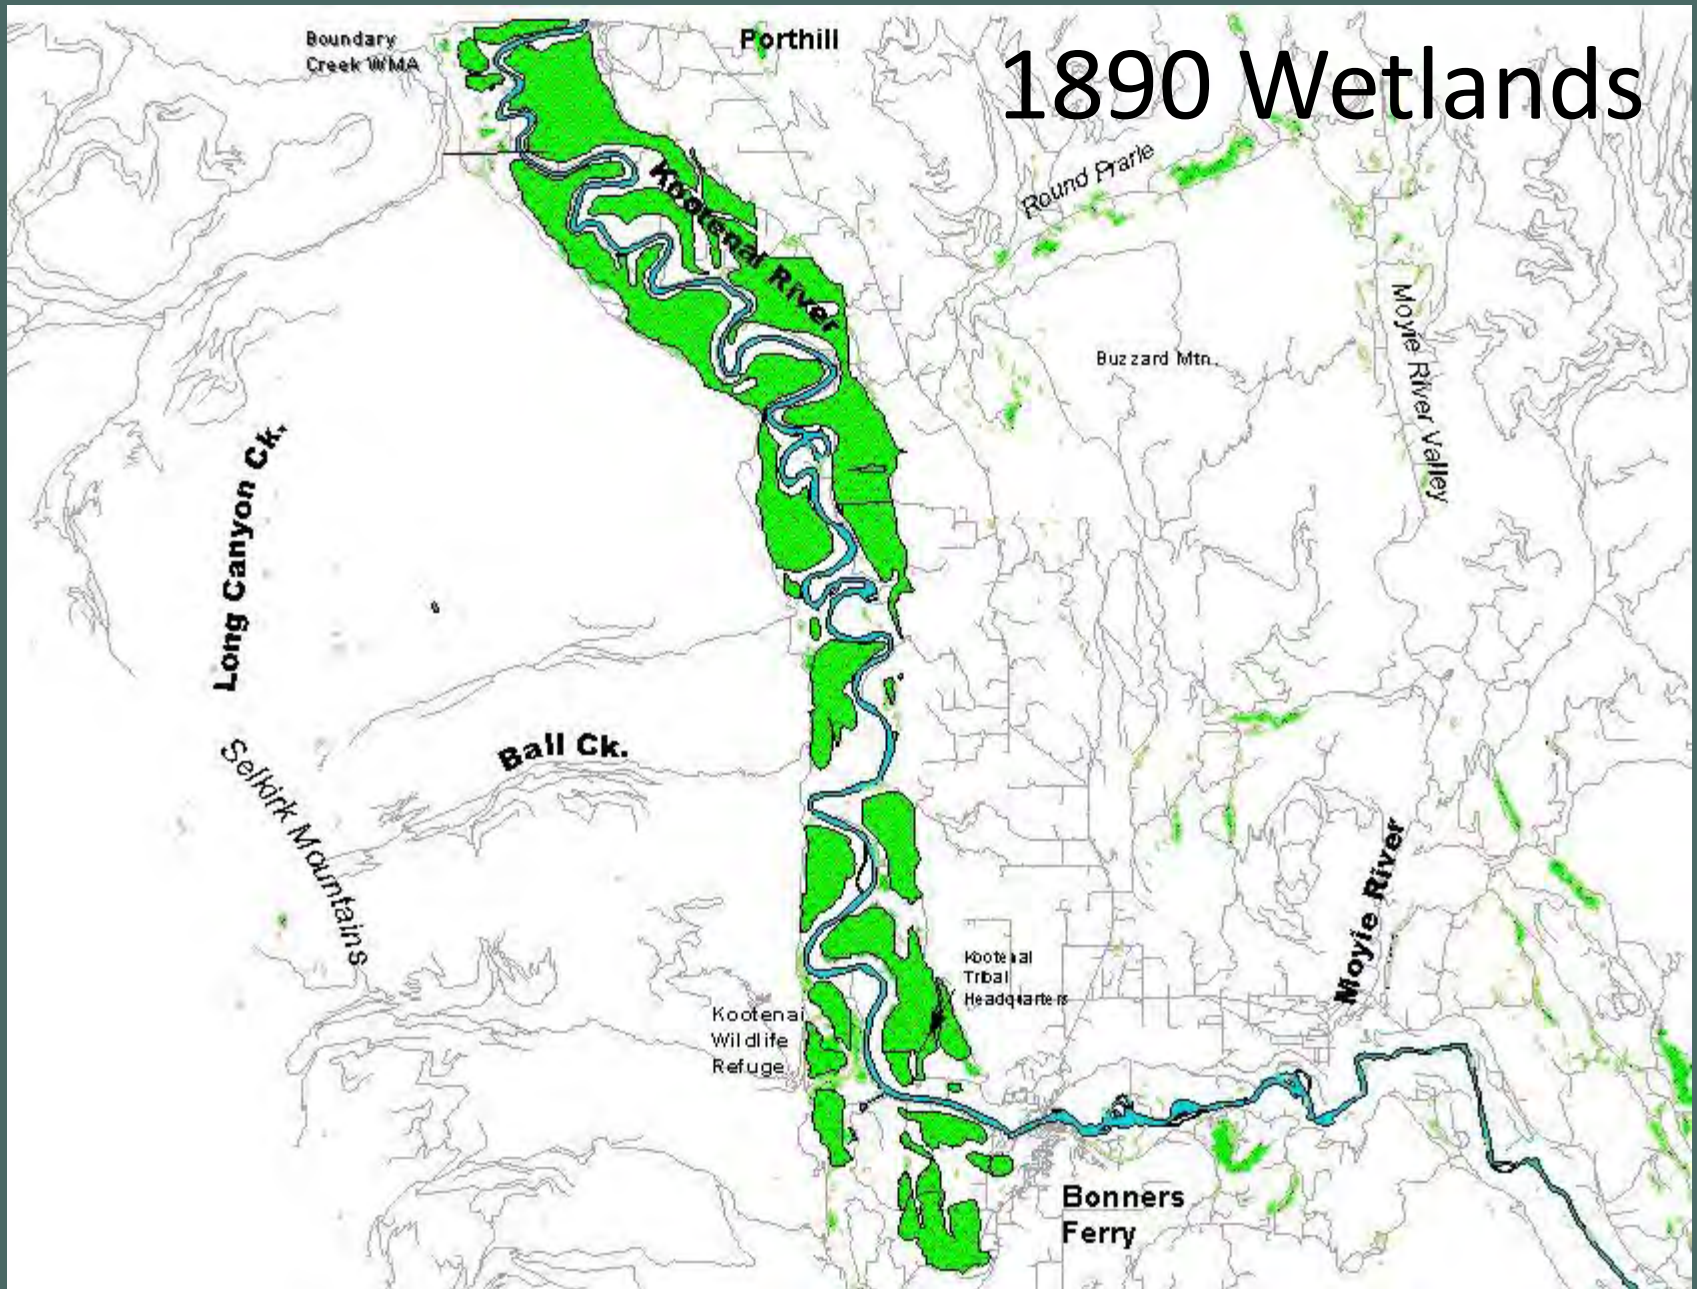 Boundary
Creek WMA
Porthill
1890 Wetlands
Round Prarie
Kootenai River
Moyie River Valley
Buzzard Mtn.
Long Canyon Ck.
Ball Ck.
Selkirk Mountains
Moyie River
Kootenai
Tribal
Headquarters
Kootenai
Wildlife
Refuge
Bonners
Ferry